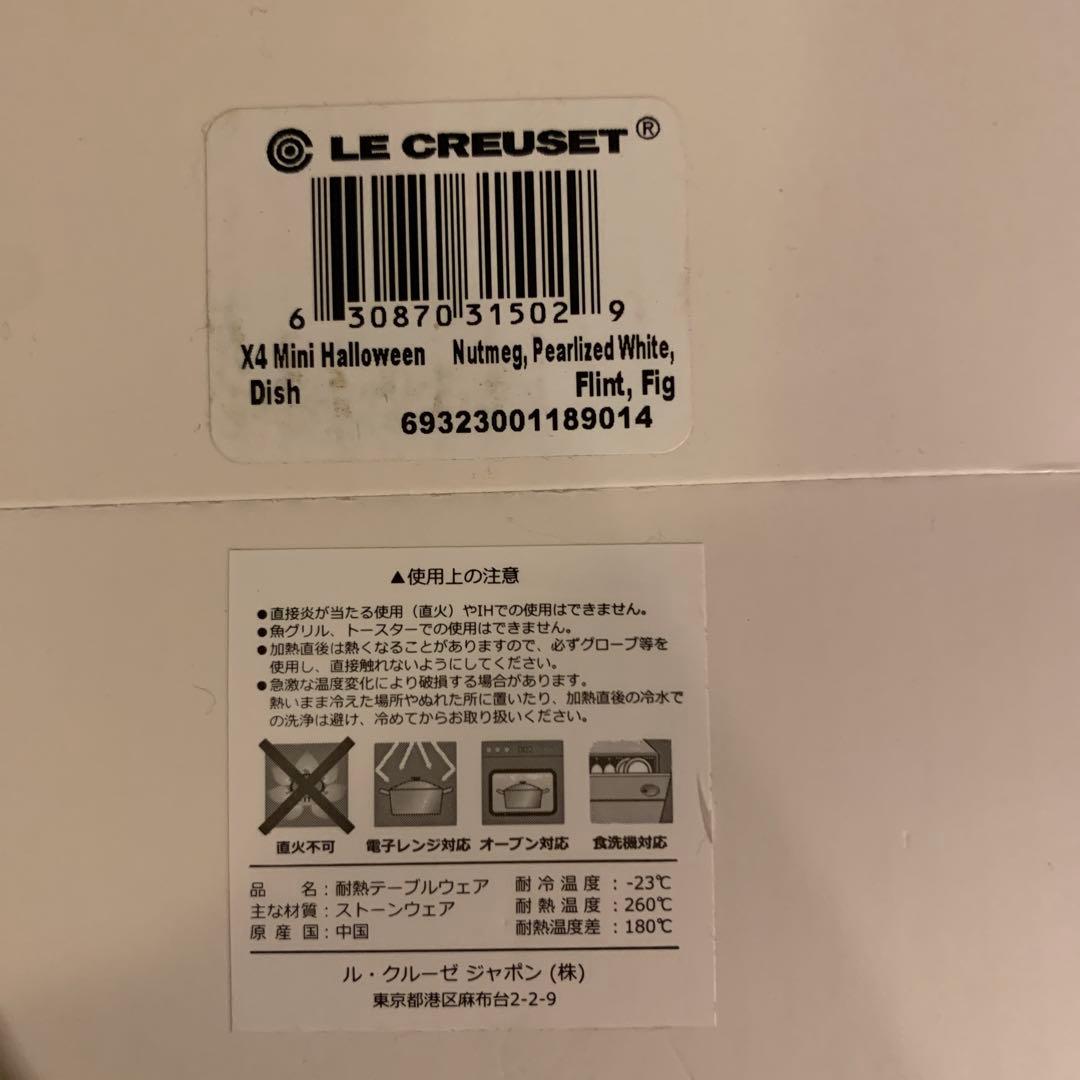 LE CREUSET®
6 30870 31502 9
X4 Mini Halloween Nutmeg, Pearlized White,
Dish Flint, Fig
69323001189014
▲使用上の注意
●直接炎が当たる使用（直火）やIHでの使用はできません。
●魚グリル、トースターでの使用はできません。
●加熱直後は熱くなることがありますので、必ずグローブ等を
使用し、直接触れないようにしてください。
●急激な温度変化により破損する場合があります。
熱いまま冷えた場所やぬれた所に置いたり、加熱直後の冷水で
の洗浄は避け、冷めてからお取り扱いください。
直火不可 電子レンジ対応 オーブン対応 食洗機対応
品 名：耐熱テーブルウェア 耐冷温度：-23℃
主な材質：ストーンウェア 耐熱温度：260℃
原産国：中国 耐熱温度差：180℃
ル・クルーゼ ジャポン (株)
東京都港区麻布台2-2-9